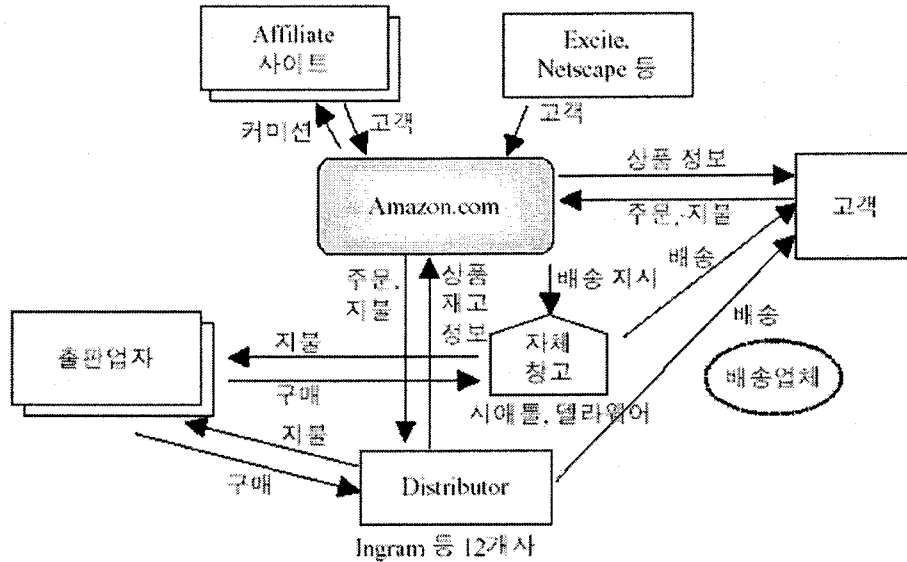 Affiliate
사이트
Excite,
Netscape 등
커미션
고객
고객
Amazon.com
상품 정보
주문, 지불
고객
주문,
지불
상품
재고
정보
배송 지시
배송
배송
출판업자
지불
구매
자체
창고
시애틀, 델라웨어
배송업체
지불
구매
Distributor
Ingram 등 12개사